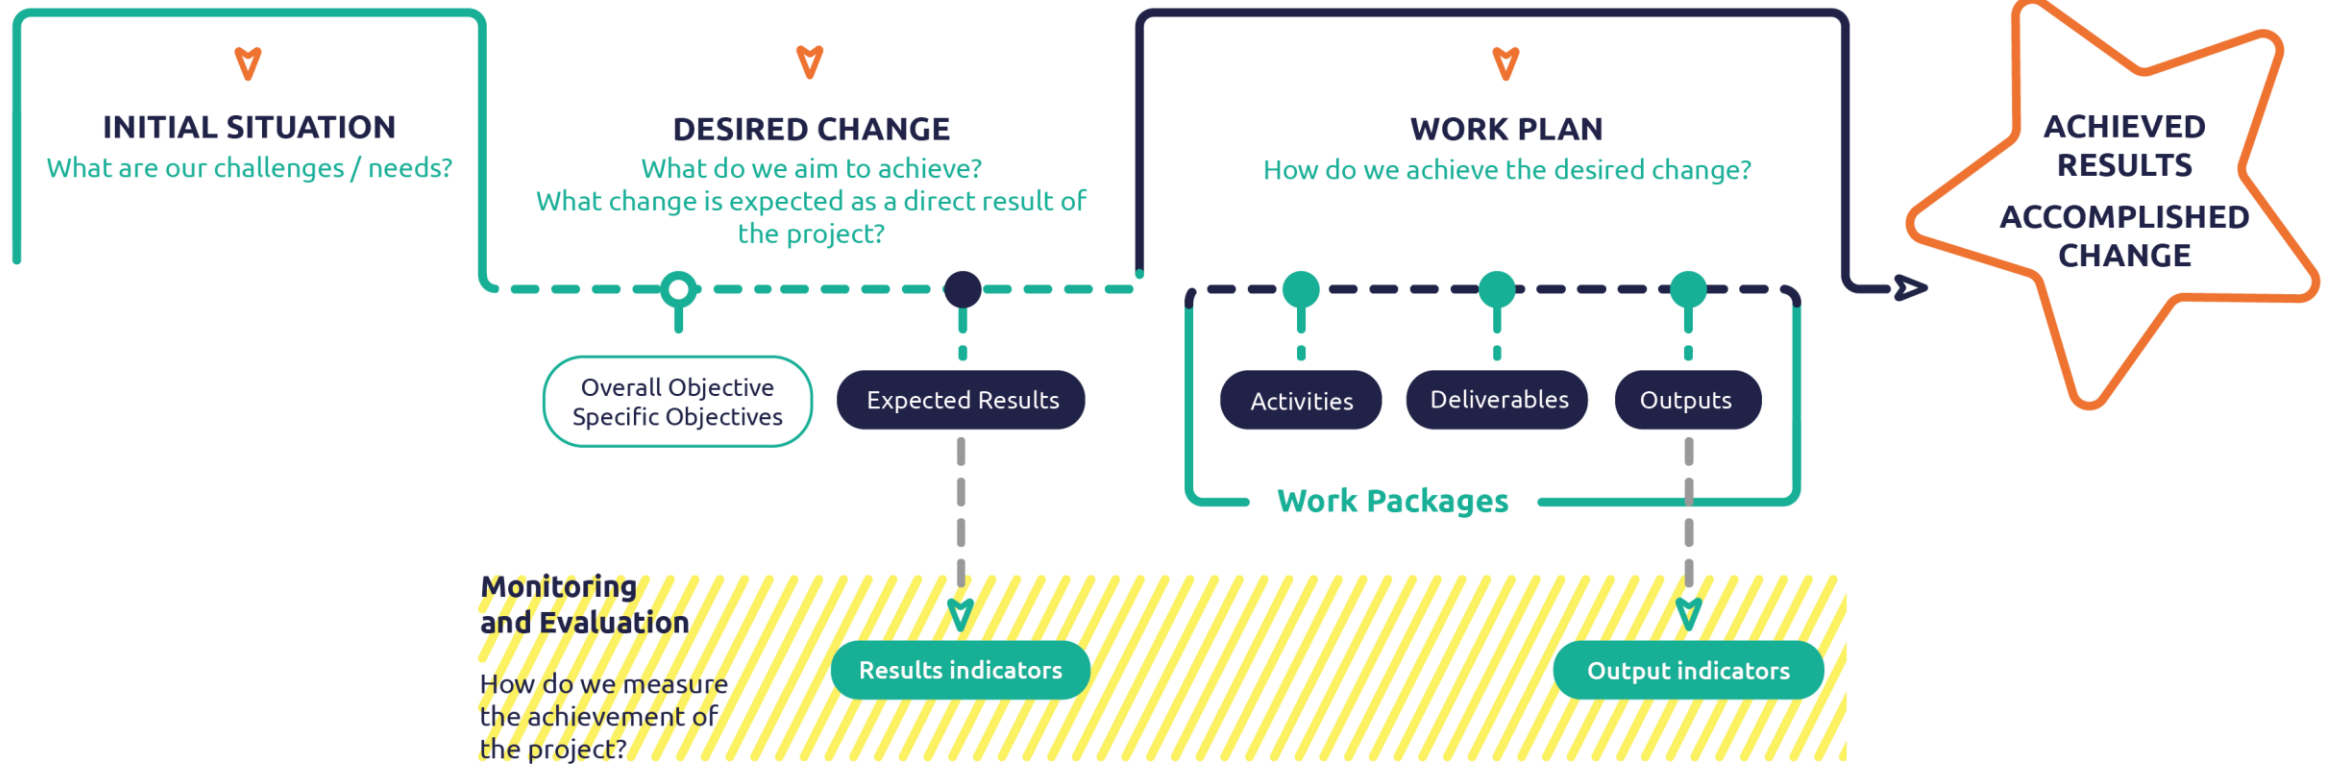 INITIAL SITUATION
What are our challenges / needs?
DESIRED CHANGE
What do we aim to achieve?
What change is expected as a direct result of
the project?
WORK PLAN
How do we achieve the desired change?
ACHIEVED
RESULTS
ACCOMPLISHED
CHANGE
Overall Objective
Specific Objectives
Expected Results
Activities
Deliverables
Outputs
Work Packages
Monitoring
and Evaluation
How do we measure
the achievement of
the project?
Results indicators
Output indicators